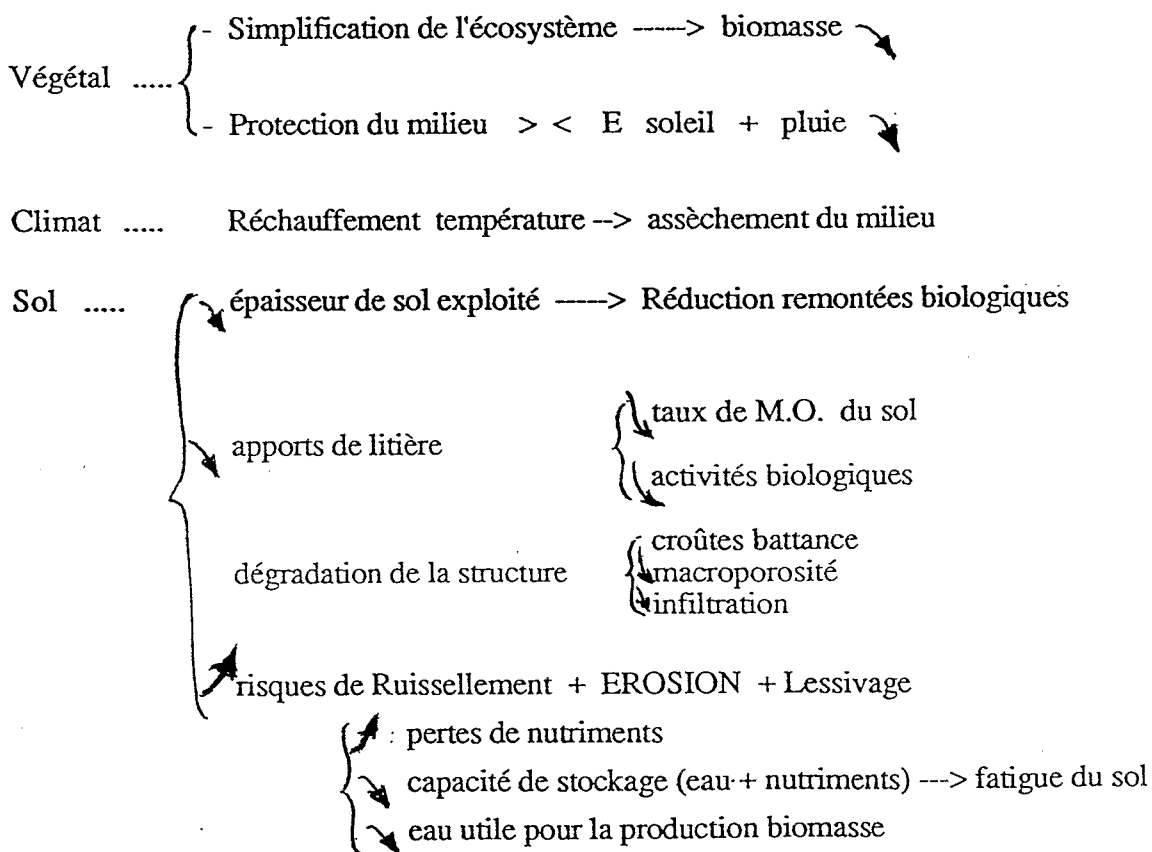 - Simplification de l'écosystème -----> biomasse
Végétal .....
- Protection du milieu > < E soleil + pluie
Climat ..... Réchauffement température --> assèchement du milieu
Sol ..... épaisseur de sol exploité -----> Réduction remontées biologiques
taux de M.O. du sol
apports de litière
activités biologiques
croûtes battance
dégradation de la structure macroporosité
infiltration
risques de Ruissellement + EROSION + Lessivage
: pertes de nutriments
capacité de stockage (eau + nutriments) ---> fatigue du sol
eau utile pour la production biomasse